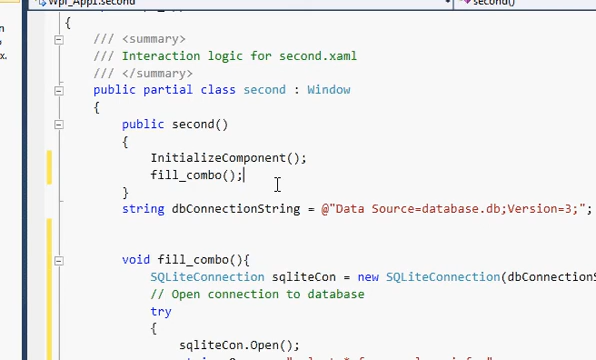 Wpf_App1.second
second()
{
/// <summary>
/// Interaction logic for second.xaml
/// </summary>
public partial class second : Window
{
public second()
{
InitializeComponent();
fill_combo();
}
string dbConnectionString = @"Data Source=database.db;Version=3;";
void fill_combo(){
SQLiteConnection sqliteCon = new SQLiteConnection(dbConnectionS
// Open connection to database
try
{
sqliteCon.Open();